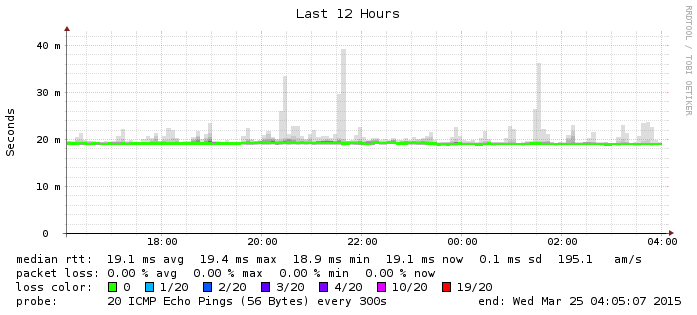 Last 12 Hours
RRDTOOL / TOBI OETIKER
Seconds
40 m
30 m
20 m
10 m
0
18:00 20:00 22:00 00:00 02:00 04:00
median rtt: 19.1 ms avg 19.4 ms max 18.9 ms min 19.1 ms now 0.1 ms sd 195.1 am/s
packet loss: 0.00 % avg 0.00 % max 0.00 % min 0.00 % now
loss color: 0 1/20 2/20 3/20 4/20 10/20 19/20
probe: 20 ICMP Echo Pings (56 Bytes) every 300s end: Wed Mar 25 04:05:07 2015